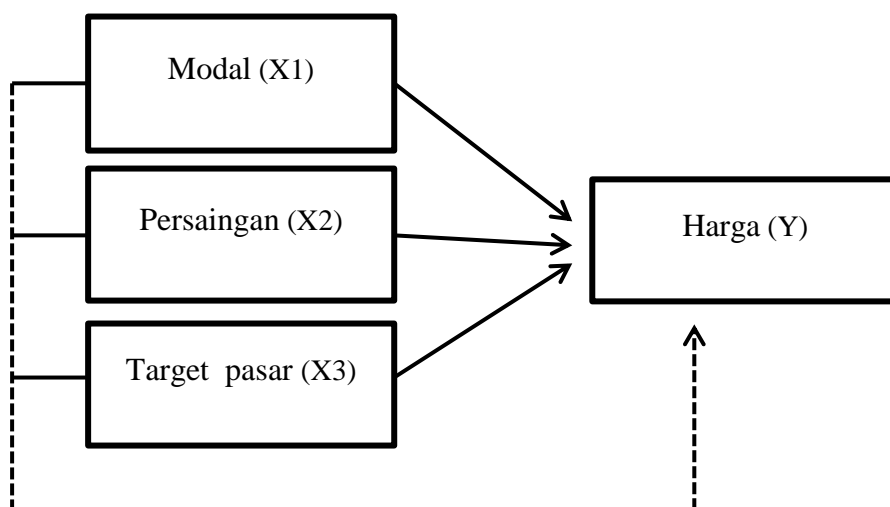 Modal (X1)
Persaingan (X2)
Harga (Y)
Target pasar (X3)